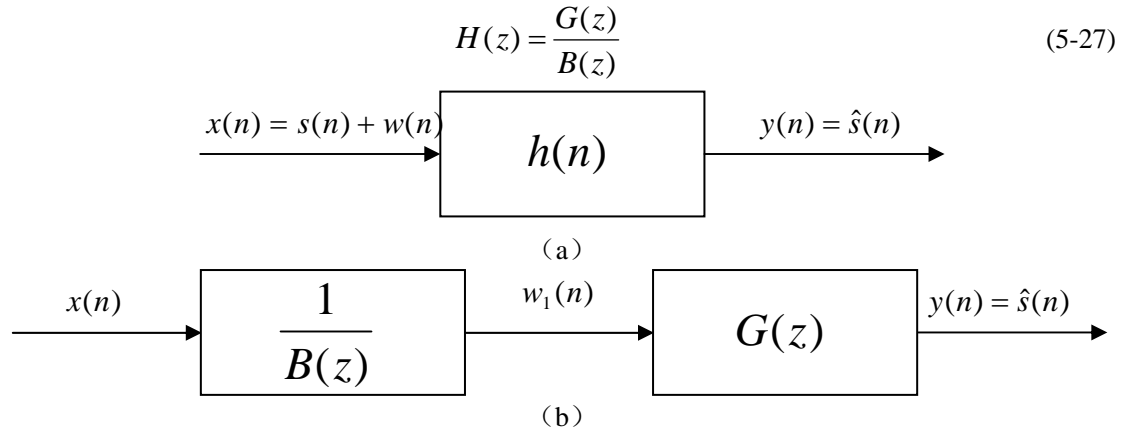 H(z) = G(z)/B(z) (5-27)
x(n) = s(n) + w(n) h(n) y(n) = ŝ(n)
（a）
x(n) 1/B(z) w₁(n) G(z) y(n) = ŝ(n)
（b）